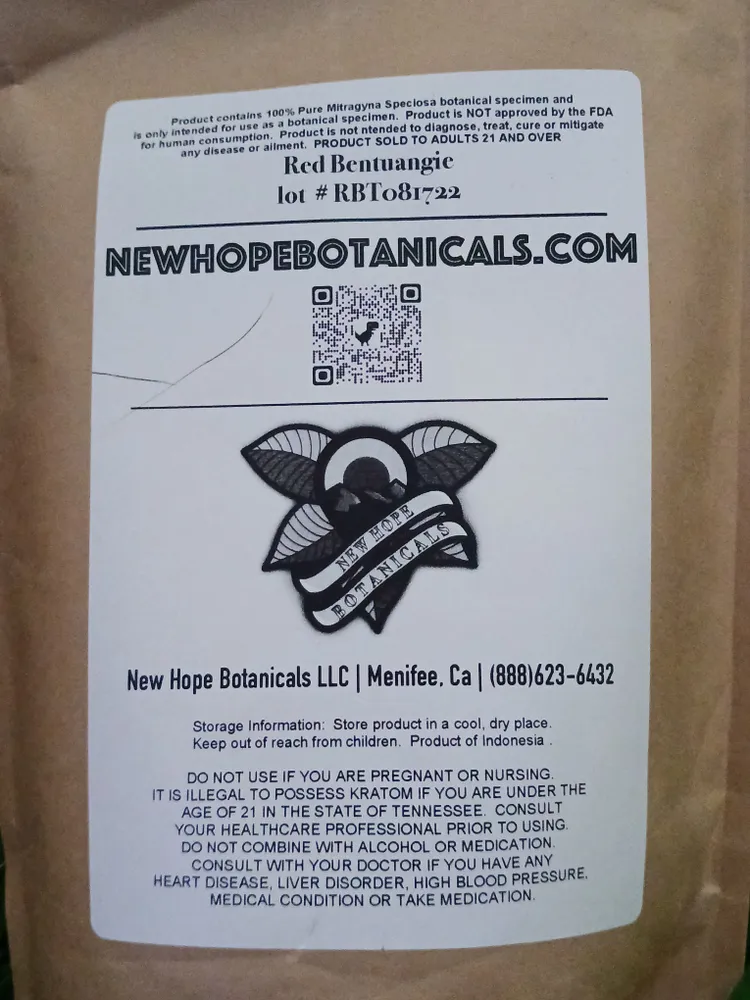 Product contains 100% Pure Mitragyna Speciosa botanical specimen and
is only intended for use as a botanical specimen. Product is NOT approved by the FDA
for human consumption. Product is not ntended to diagnose, treat, cure or mitigate
any disease or ailment. PRODUCT SOLD TO ADULTS 21 AND OVER
Red Bentuangie
lot # RBT081722
NEWHOPEBOTANICALS.COM
NEW HOPE
BOTANICALS
New Hope Botanicals LLC | Menifee, Ca | (888)623-6432
Storage Information: Store product in a cool, dry place.
Keep out of reach from children. Product of Indonesia .
DO NOT USE IF YOU ARE PREGNANT OR NURSING.
IT IS ILLEGAL TO POSSESS KRATOM IF YOU ARE UNDER THE
AGE OF 21 IN THE STATE OF TENNESSEE. CONSULT
YOUR HEALTHCARE PROFESSIONAL PRIOR TO USING.
DO NOT COMBINE WITH ALCOHOL OR MEDICATION.
CONSULT WITH YOUR DOCTOR IF YOU HAVE ANY
HEART DISEASE, LIVER DISORDER, HIGH BLOOD PRESSURE,
MEDICAL CONDITION OR TAKE MEDICATION.